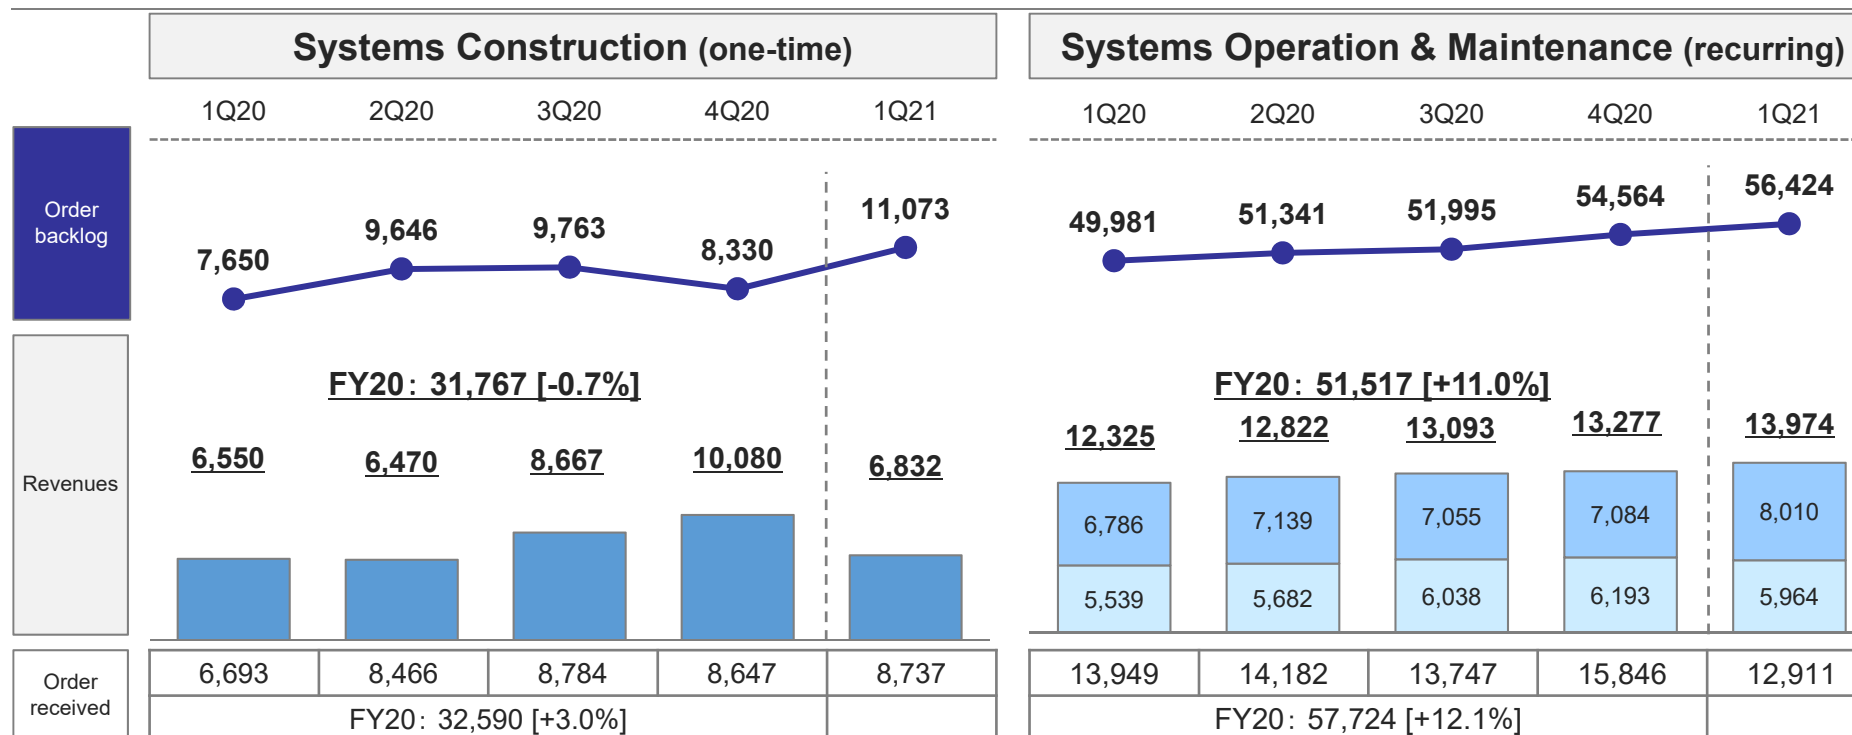 Systems Construction (one-time)
Systems Operation & Maintenance (recurring)
1Q20 2Q20 3Q20 4Q20 1Q21
1Q20 2Q20 3Q20 4Q20 1Q21
Order
backlog
7,650 9,646 9,763 8,330 11,073
49,981 51,341 51,995 54,564 56,424
Revenues
FY20: 31,767 [-0.7%]
6,550 6,470 8,667 10,080 6,832
FY20: 51,517 [+11.0%]
12,325 12,822 13,093 13,277 13,974
6,786 7,139 7,055 7,084 8,010
5,539 5,682 6,038 6,193 5,964
Order
received
6,693 8,466 8,784 8,647 8,737
FY20: 32,590 [+3.0%]
13,949 14,182 13,747 15,846 12,911
FY20: 57,724 [+12.1%]